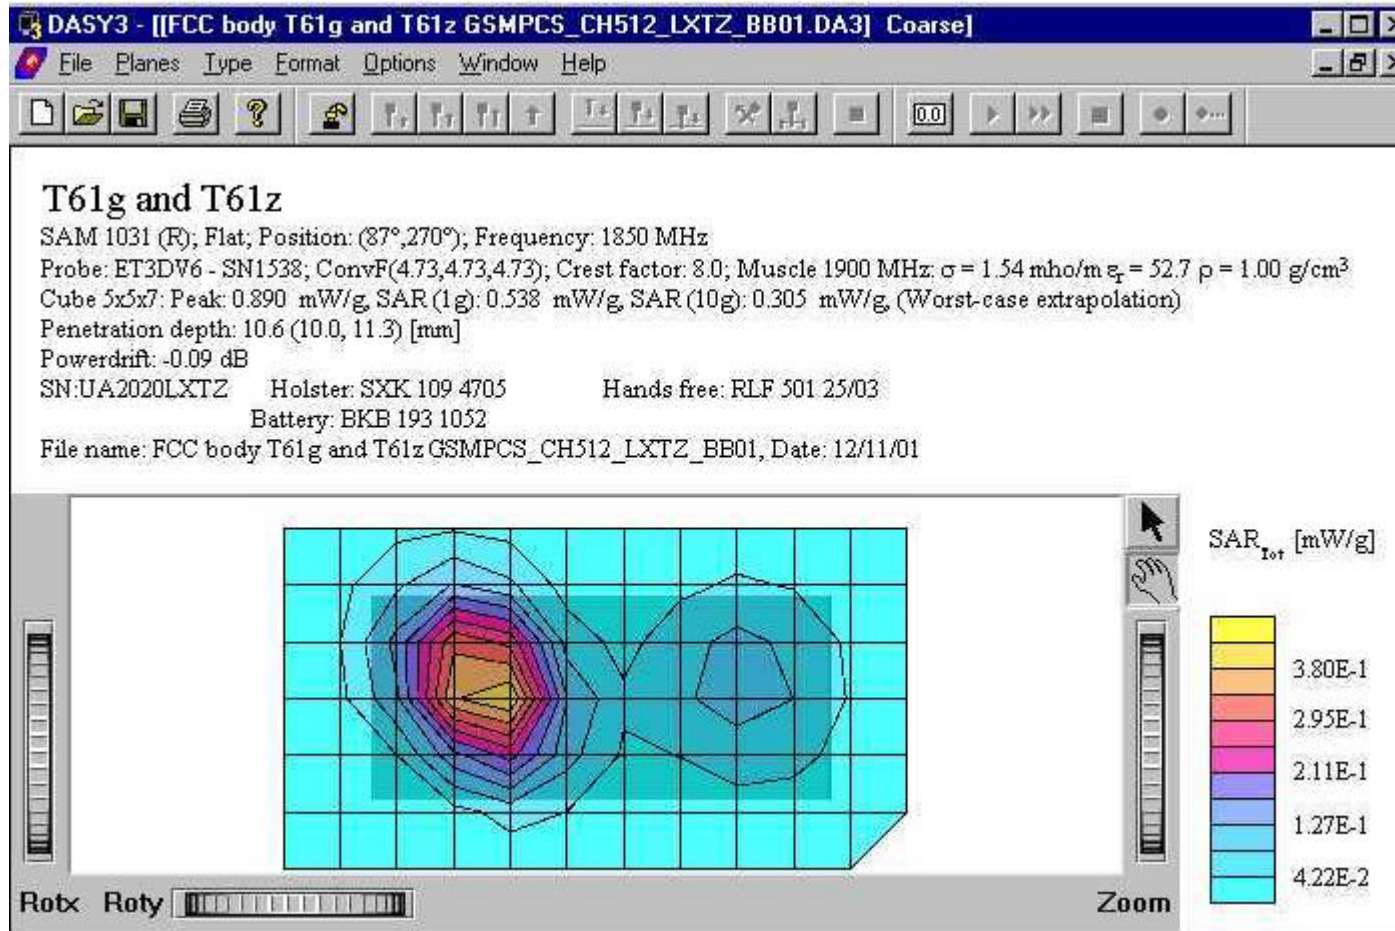 DASY3 - [[FCC body T61g and T61z GSMPCS_CH512_LXTZ_BB01.DA3] Coarse]
File Planes Type Format Options Window Help
0.0
T61g and T61z
SAM 1031 (R); Flat; Position: (87°,270°); Frequency: 1850 MHz
Probe: ET3DV6 - SN1538; ConvF(4.73,4.73,4.73); Crest factor: 8.0; Muscle 1900 MHz: σ = 1.54 mho/m εr = 52.7 ρ = 1.00 g/cm³
Cube 5x5x7: Peak: 0.890 mW/g, SAR (1g): 0.538 mW/g, SAR (10g): 0.305 mW/g, (Worst-case extrapolation)
Penetration depth: 10.6 (10.0, 11.3) [mm]
Powerdrift: -0.09 dB
SN:UA2020LXTZ Holster: SXK 109 4705 Hands free: RLF 501 25/03
Battery: BKB 193 1052
File name: FCC body T61g and T61z GSMPCS_CH512_LXTZ_BB01, Date: 12/11/01
SARTot [mW/g]
3.80E-1
2.95E-1
2.11E-1
1.27E-1
4.22E-2
Rotx Roty Zoom